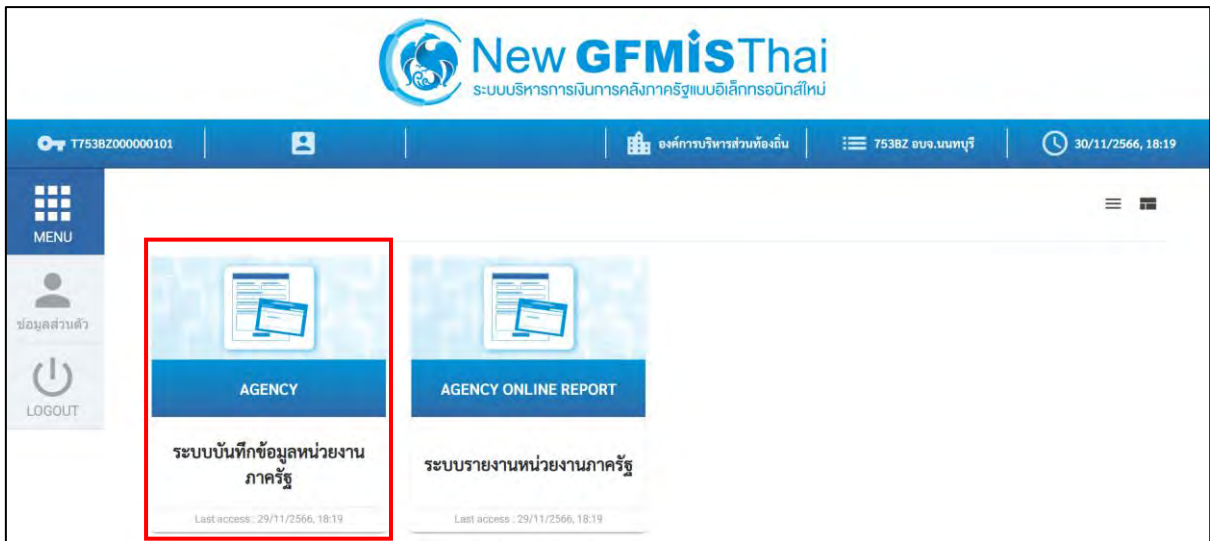 New GFMIS Thai
ระบบบริหารการเงินการคลังภาครัฐแบบอิเล็กทรอนิกส์ใหม่
T753BZ000000101
องค์การบริหารส่วนท้องถิ่น
753BZ อบจ.นนทบุรี
30/11/2566, 18:19
MENU
ข้อมูลส่วนตัว
LOGOUT
AGENCY
ระบบบันทึกข้อมูลหน่วยงาน
ภาครัฐ
Last access : 29/11/2566, 18:19
AGENCY ONLINE REPORT
ระบบรายงานหน่วยงานภาครัฐ
Last access : 29/11/2566, 18:19